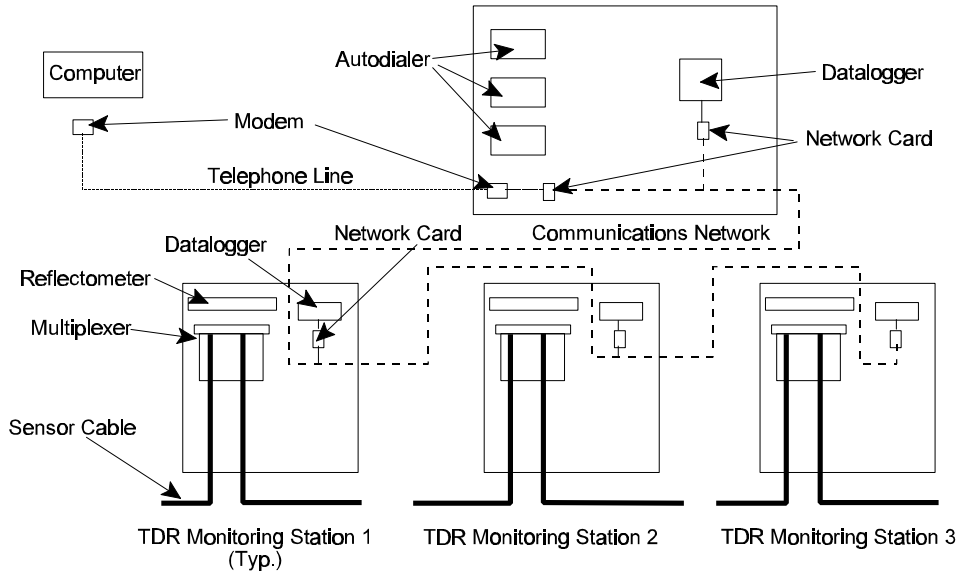 Computer
Autodialer
Datalogger
Modem
Network Card
Telephone Line
Network Card
Communications Network
Datalogger
Reflectometer
Multiplexer
Sensor Cable
TDR Monitoring Station 1
(Typ.)
TDR Monitoring Station 2
TDR Monitoring Station 3